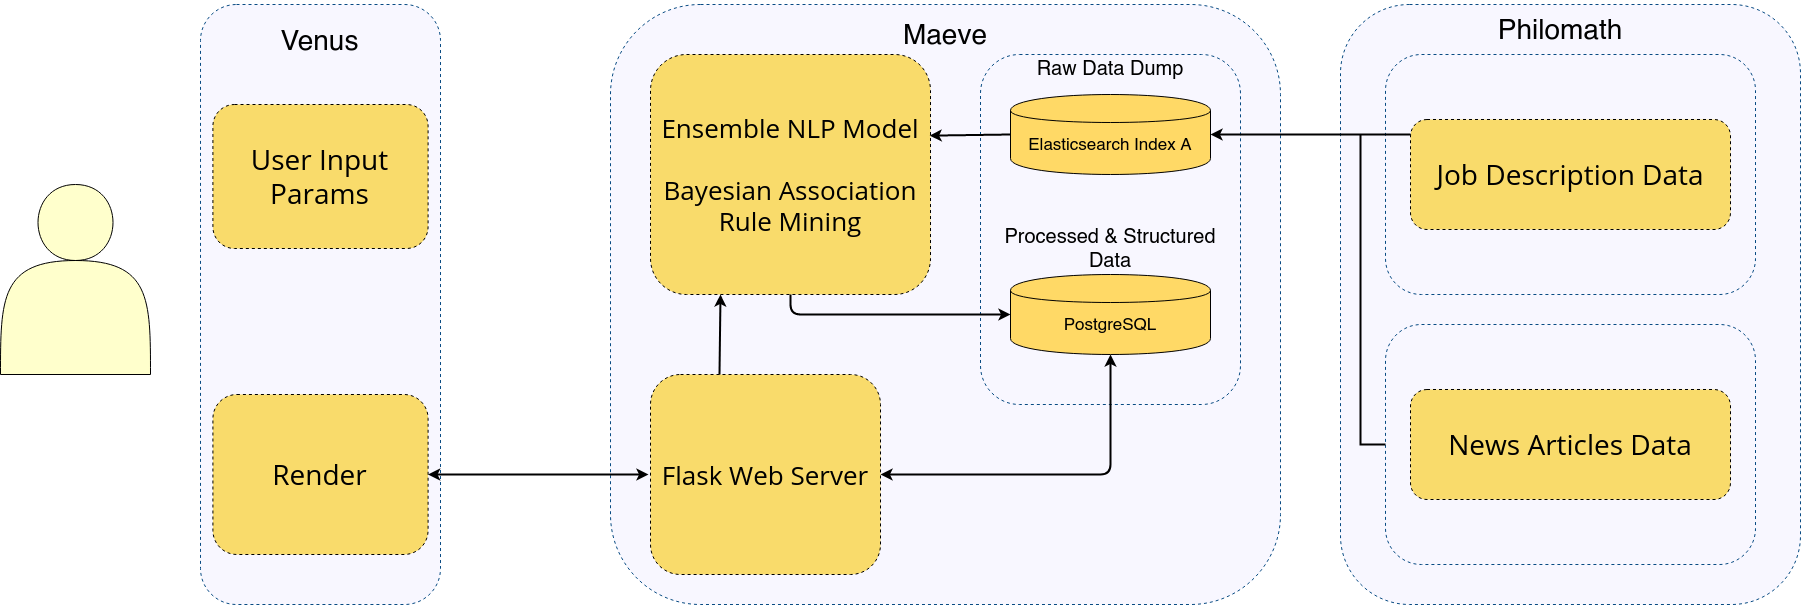 Venus
User Input
Params
Render
Maeve
Ensemble NLP Model
Bayesian Association
Rule Mining
Flask Web Server
Raw Data Dump
Elasticsearch Index A
Processed & Structured
Data
PostgreSQL
Philomath
Job Description Data
News Articles Data